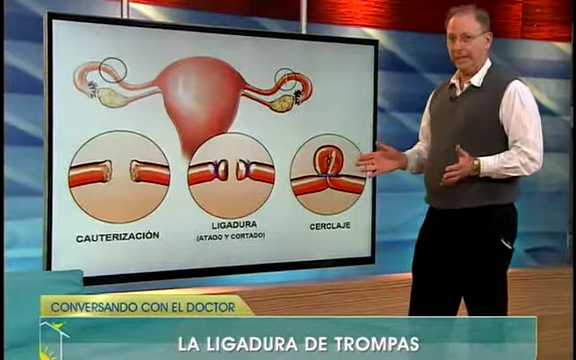 CAUTERIZACIÓN
LIGADURA
(ATADO Y CORTADO)
CERCLAJE
CONVERSANDO CON EL DOCTOR
LA LIGADURA DE TROMPAS